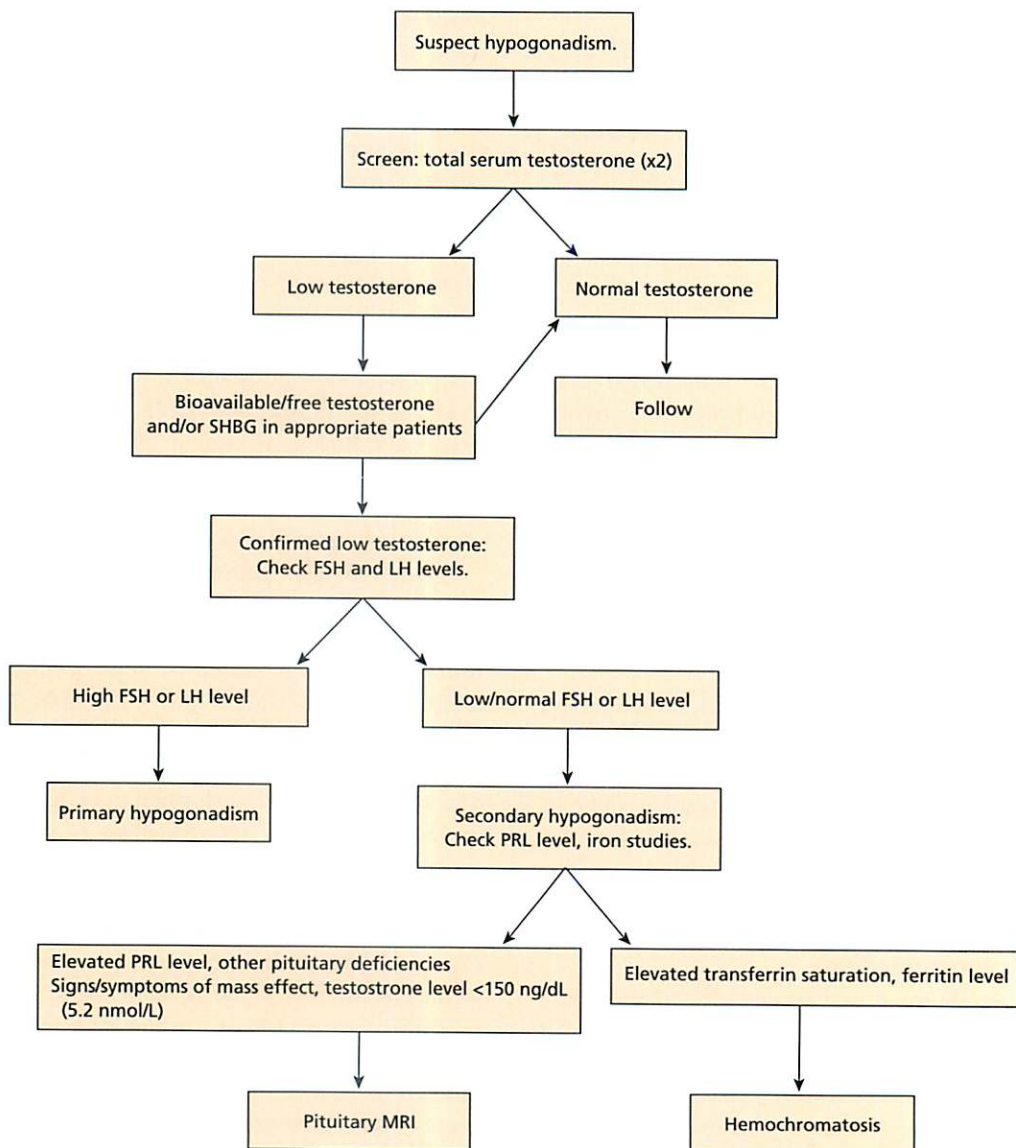 Suspect hypogonadism.
Screen: total serum testosterone (x2)
Low testosterone
Normal testosterone
Bioavailable/free testosterone
and/or SHBG in appropriate patients
Follow
Confirmed low testosterone:
Check FSH and LH levels.
High FSH or LH level
Low/normal FSH or LH level
Primary hypogonadism
Secondary hypogonadism:
Check PRL level, iron studies.
Elevated PRL level, other pituitary deficiencies
Signs/symptoms of mass effect, testostrone level <150 ng/dL
(5.2 nmol/L)
Elevated transferrin saturation, ferritin level
Pituitary MRI
Hemochromatosis